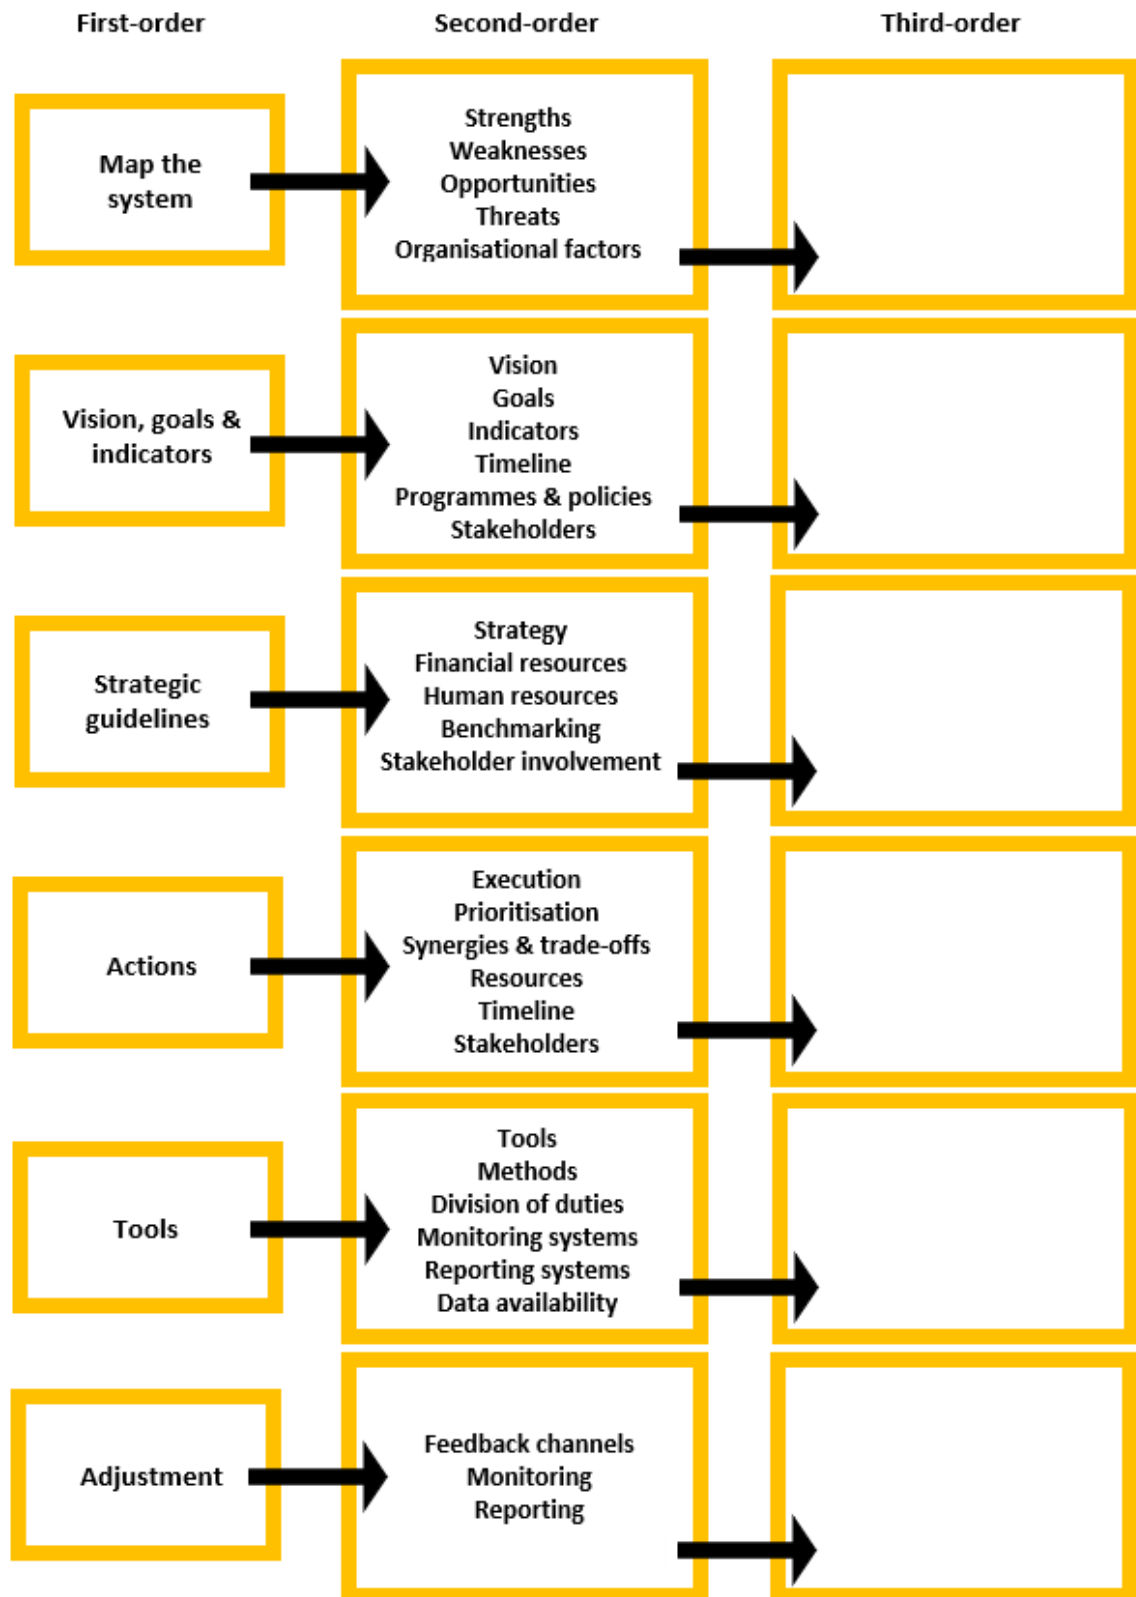 First-order
Second-order
Third-order
Map the
system
Strengths
Weaknesses
Opportunities
Threats
Organisational factors
Vision, goals &
indicators
Vision
Goals
Indicators
Timeline
Programmes & policies
Stakeholders
Strategic
guidelines
Strategy
Financial resources
Human resources
Benchmarking
Stakeholder involvement
Actions
Execution
Prioritisation
Synergies & trade-offs
Resources
Timeline
Stakeholders
Tools
Tools
Methods
Division of duties
Monitoring systems
Reporting systems
Data availability
Adjustment
Feedback channels
Monitoring
Reporting